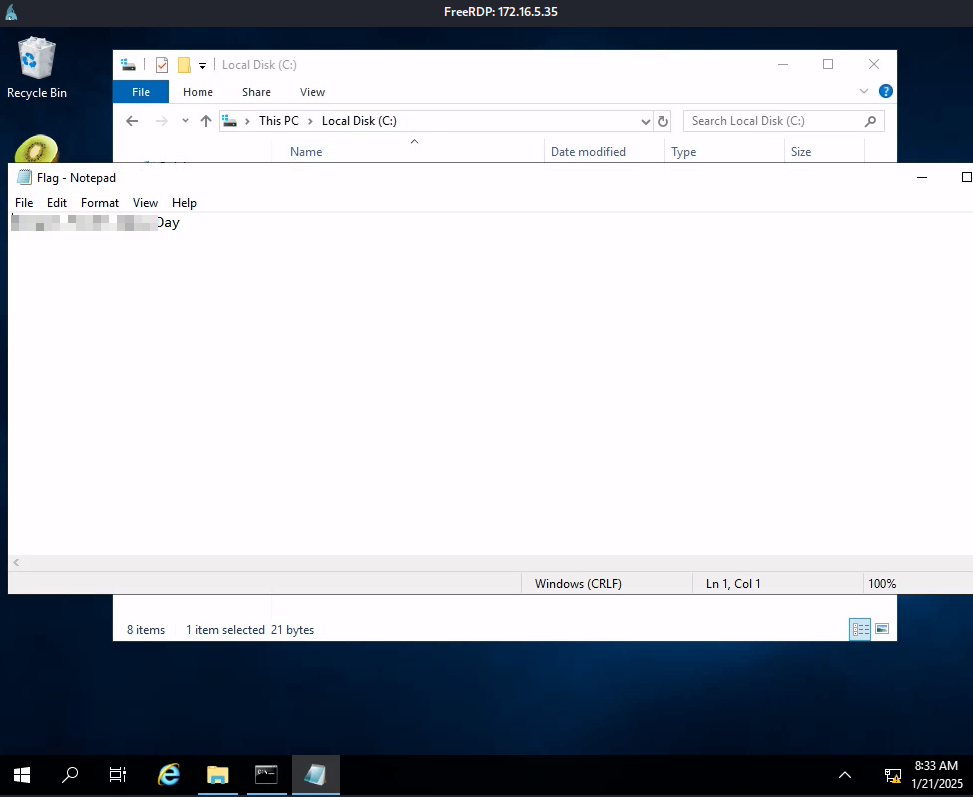 FreeRDP: 172.16.5.35
Recycle Bin
Local Disk (C:)
File Home Share View
This PC > Local Disk (C:)
Search Local Disk (C:)
Name Date modified Type Size
Flag - Notepad
File Edit Format View Help
Day
Windows (CRLF) Ln 1, Col 1 100%
8 items 1 item selected 21 bytes
8:33 AM
1/21/2025